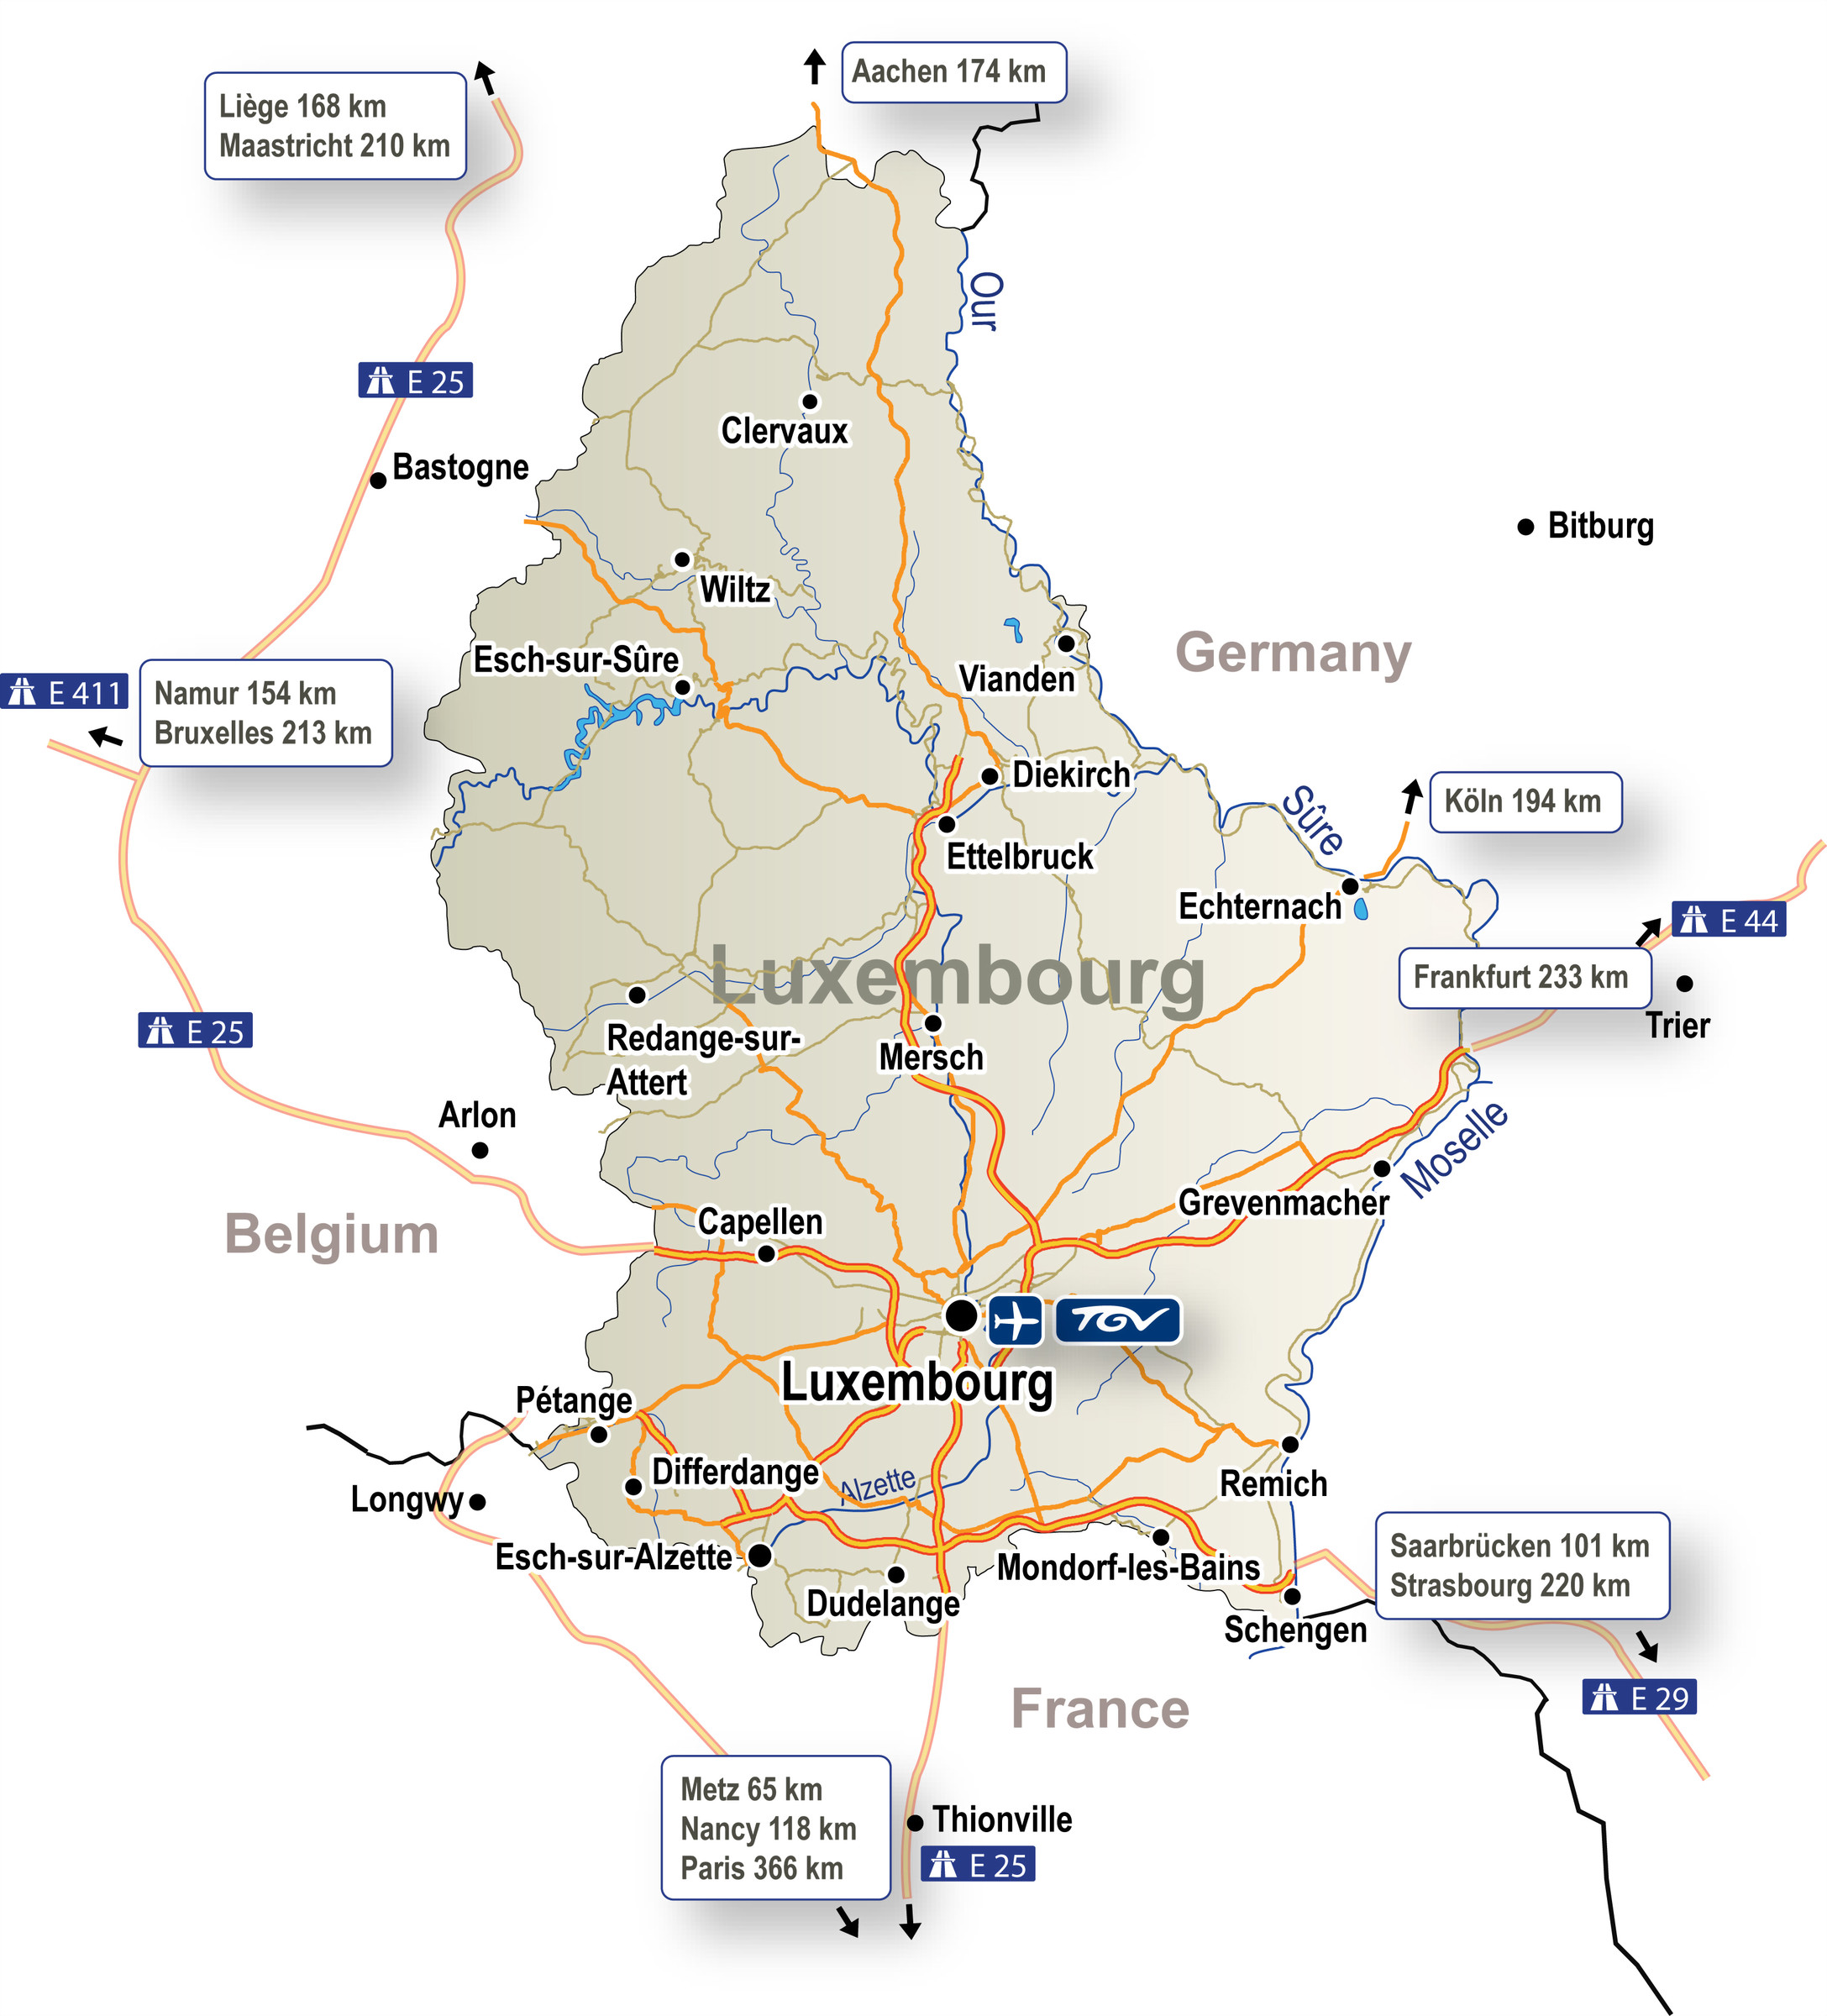 Aachen 174 km
Liège 168 km
Maastricht 210 km
Our
E 25
Clervaux
Bastogne
Bitburg
Wiltz
Germany
Esch-sur-Sûre
Vianden
E 411
Namur 154 km
Bruxelles 213 km
Diekirch
Sûre
Köln 194 km
Ettelbruck
Echternach
E 44
Luxembourg
Frankfurt 233 km
Trier
E 25
Redange-sur-
Attert
Mersch
Arlon
Moselle
Belgium
Capellen
Grevenmacher
TGV
Luxembourg
Pétange
Differdange
Alzette
Remich
Longwy
Esch-sur-Alzette
Mondorf-les-Bains
Saarbrücken 101 km
Strasbourg 220 km
Dudelange
Schengen
France
E 29
Metz 65 km
Nancy 118 km
Paris 366 km
Thionville
E 25